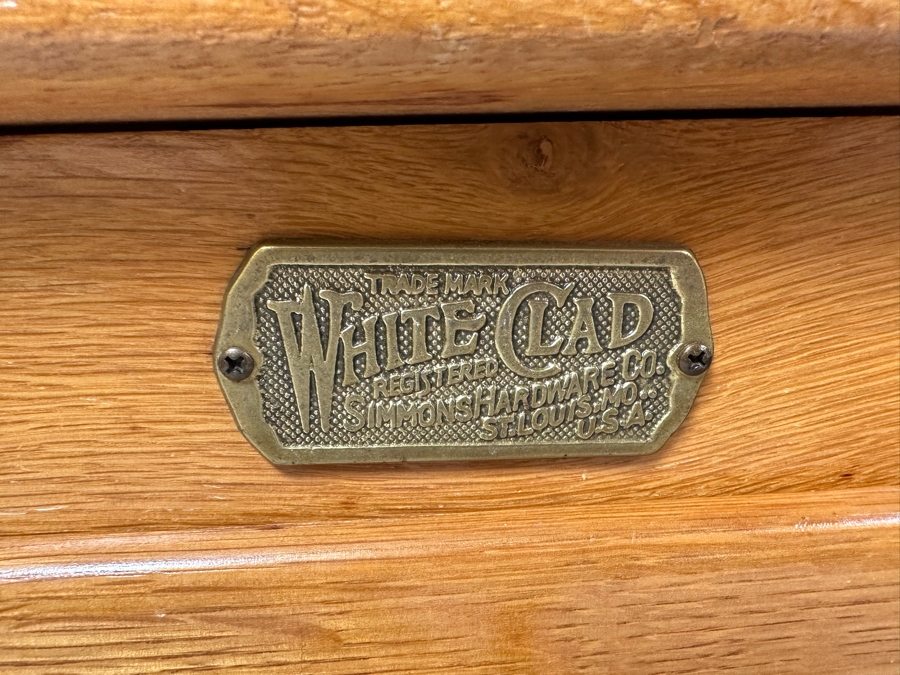 TRADE MARK
WHITE CLAD
REGISTERED
SIMMONS HARDWARE CO.
ST. LOUIS, MO.
U.S.A.